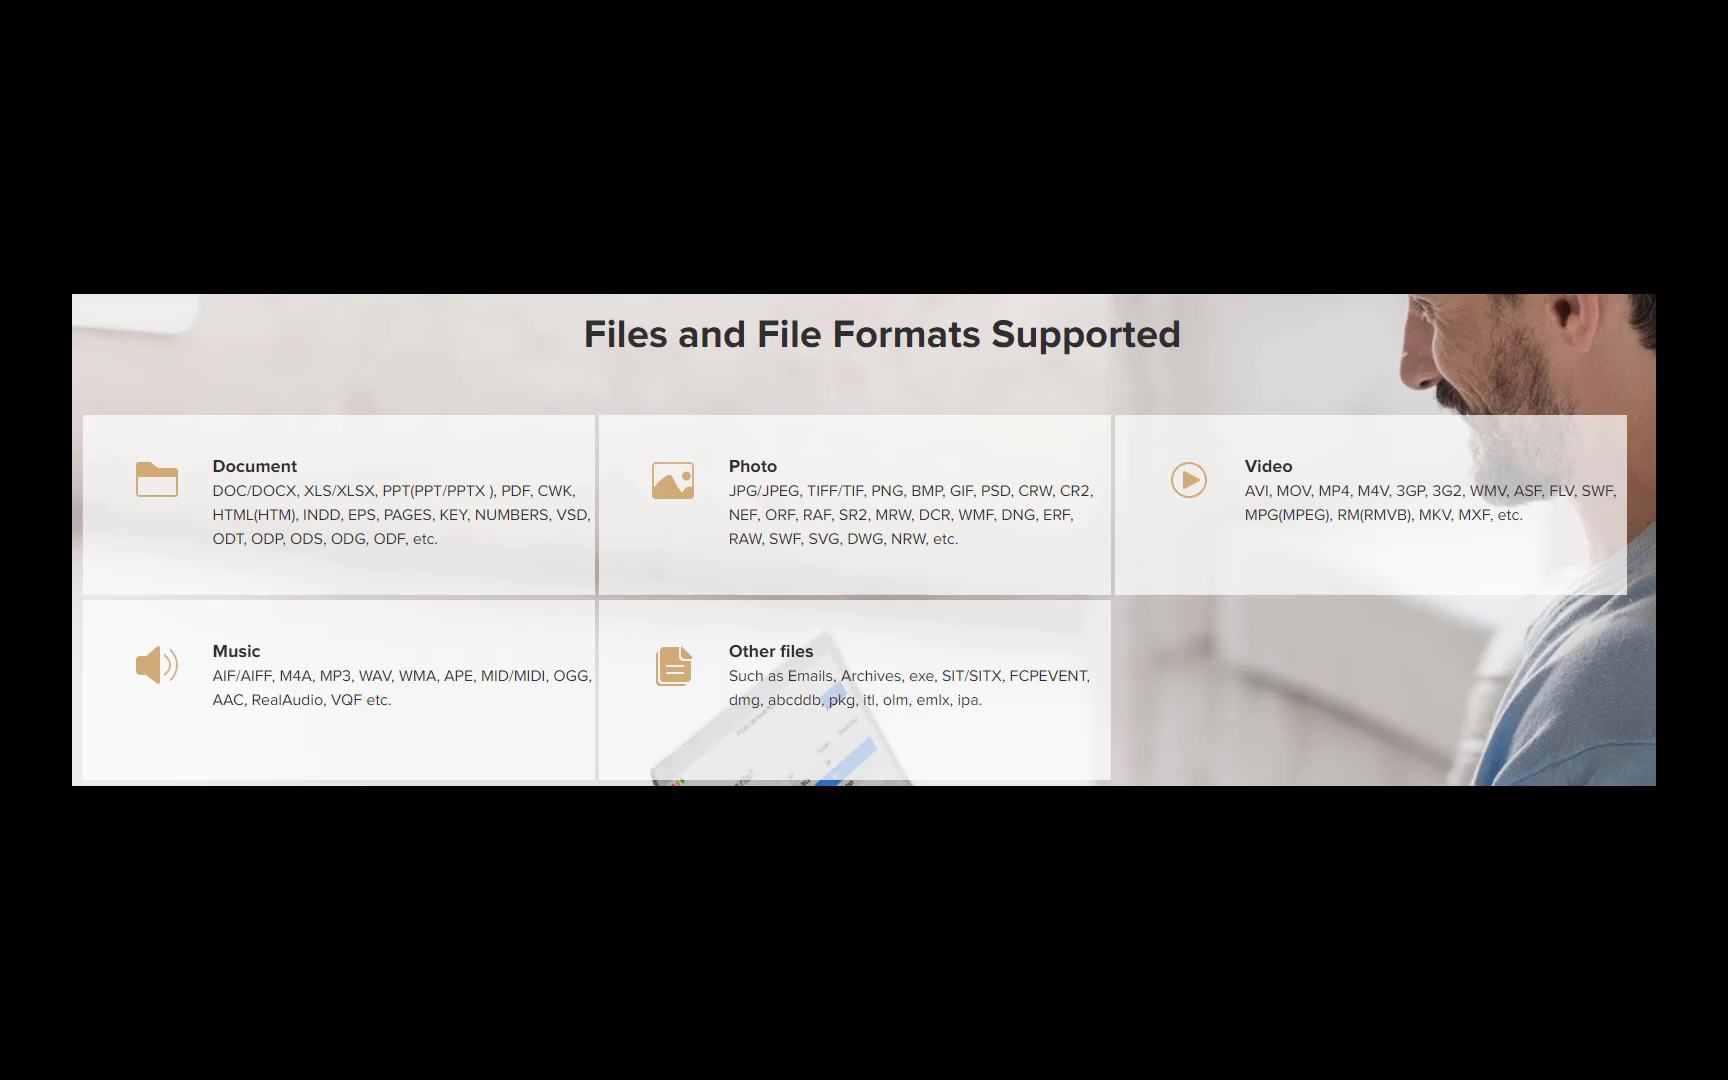 Files and File Formats Supported
Document
DOC/DOCX, XLS/XLSX, PPT(PPT/PPTX ), PDF, CWK,
HTML(HTM), INDD, EPS, PAGES, KEY, NUMBERS, VSD,
ODT, ODP, ODS, ODG, ODF, etc.
Photo
JPG/JPEG, TIFF/TIF, PNG, BMP, GIF, PSD, CRW, CR2,
NEF, ORF, RAF, SR2, MRW, DCR, WMF, DNG, ERF,
RAW, SWF, SVG, DWG, NRW, etc.
Video
AVI, MOV, MP4, M4V, 3GP, 3G2, WMV, ASF, FLV, SWF,
MPG(MPEG), RM(RMVB), MKV, MXF, etc.
Music
AIF/AIFF, M4A, MP3, WAV, WMA, APE, MID/MIDI, OGG,
AAC, RealAudio, VQF etc.
Other files
Such as Emails, Archives, exe, SIT/SITX, FCPEVENT,
dmg, abcddb, pkg, itl, olm, emlx, ipa.